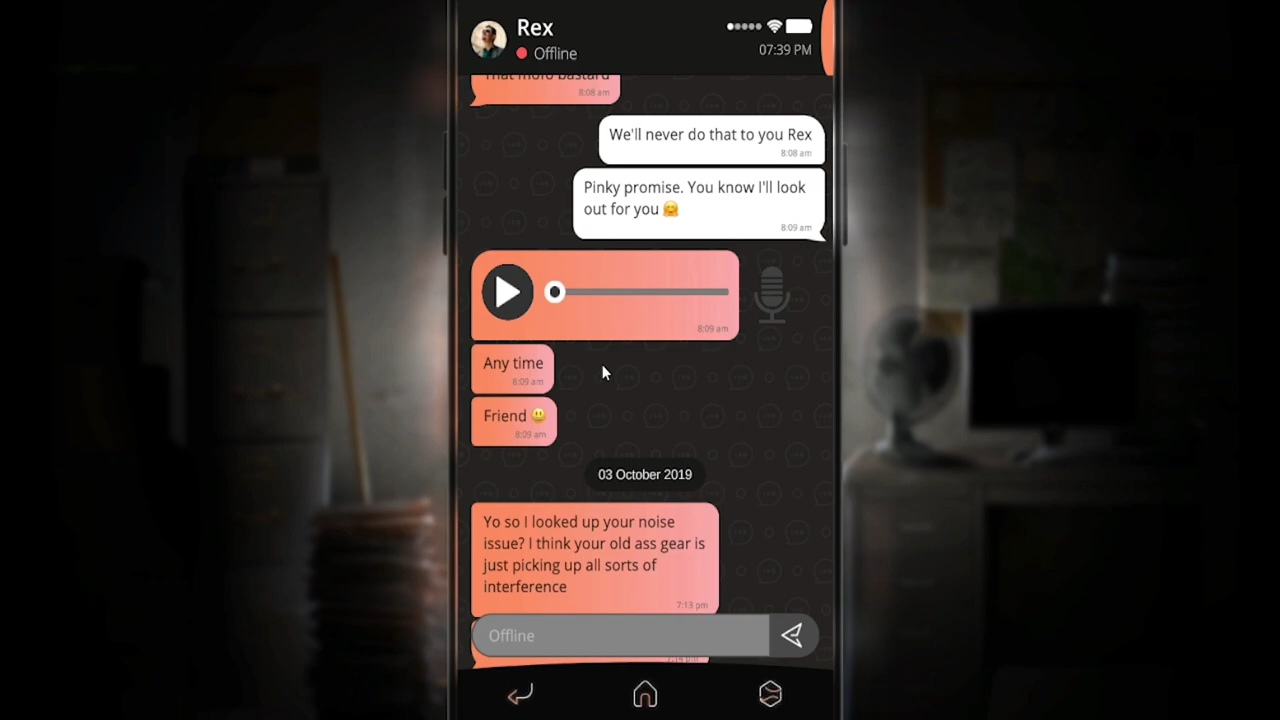 Rex
Offline
07:39 PM
That mofo bastard
8:08 am
We'll never do that to you Rex
8:08 am
Pinky promise. You know I'll look
out for you 🤗
8:09 am
8:09 am
Any time
8:09 am
Friend 😃
8:09 am
03 October 2019
Yo so I looked up your noise
issue? I think your old ass gear is
just picking up all sorts of
interference
7:13 pm
Offline